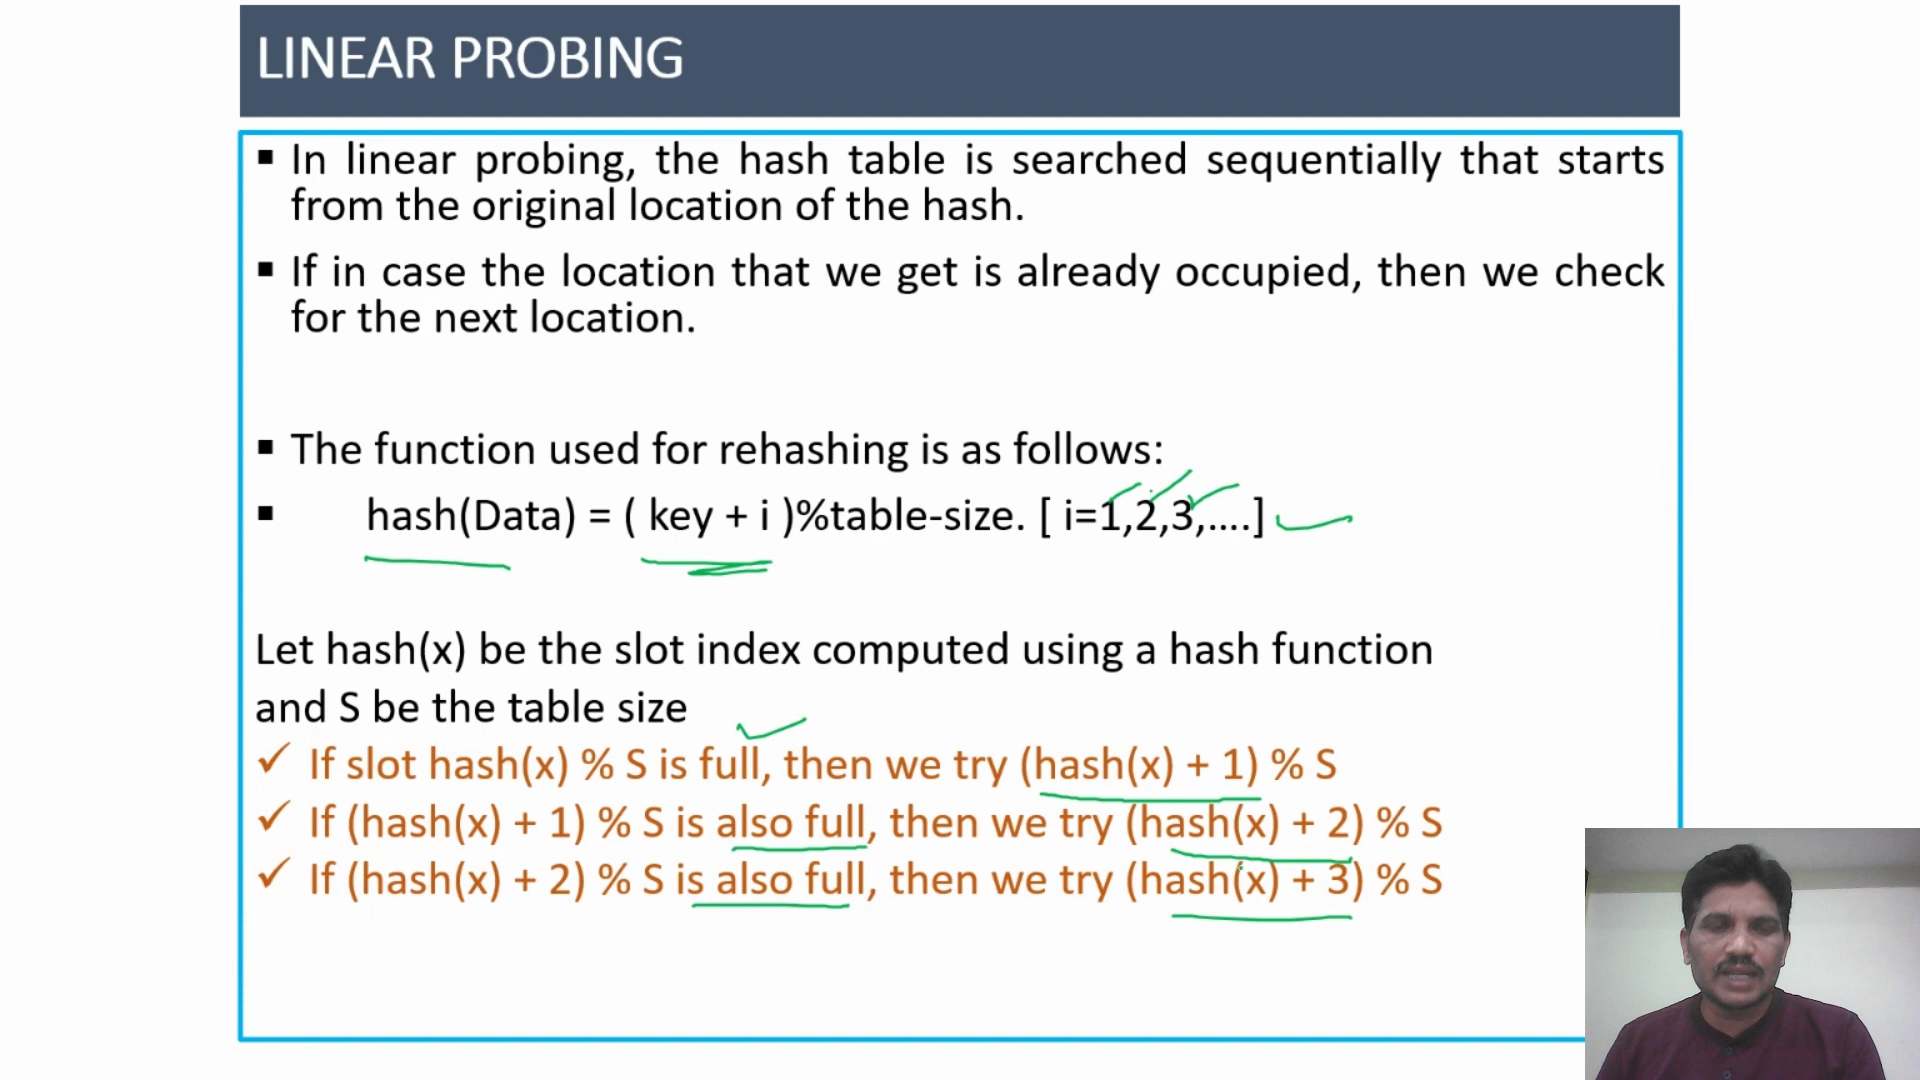 LINEAR PROBING
▪ In linear probing, the hash table is searched sequentially that starts
from the original location of the hash.
▪ If in case the location that we get is already occupied, then we check
for the next location.
▪ The function used for rehashing is as follows:
▪ hash(Data) = ( key + i )%table-size. [ i=1,2,3,....]
Let hash(x) be the slot index computed using a hash function
and S be the table size
✓ If slot hash(x) % S is full, then we try (hash(x) + 1) % S
✓ If (hash(x) + 1) % S is also full, then we try (hash(x) + 2) % S
✓ If (hash(x) + 2) % S is also full, then we try (hash(x) + 3) % S